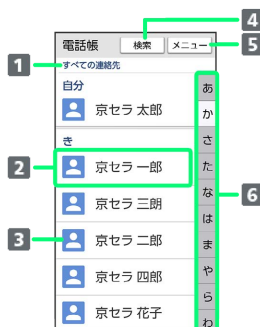 4
電話帳 検索 メニュー 5
1 すべての連絡先
自分 あ
京セラ 太郎 か
き さ
2 京セラ 一郎 た
な 6
京セラ 三朗 は
3 京セラ 二郎 ま
や
京セラ 四郎 ら
京セラ 花子 わ